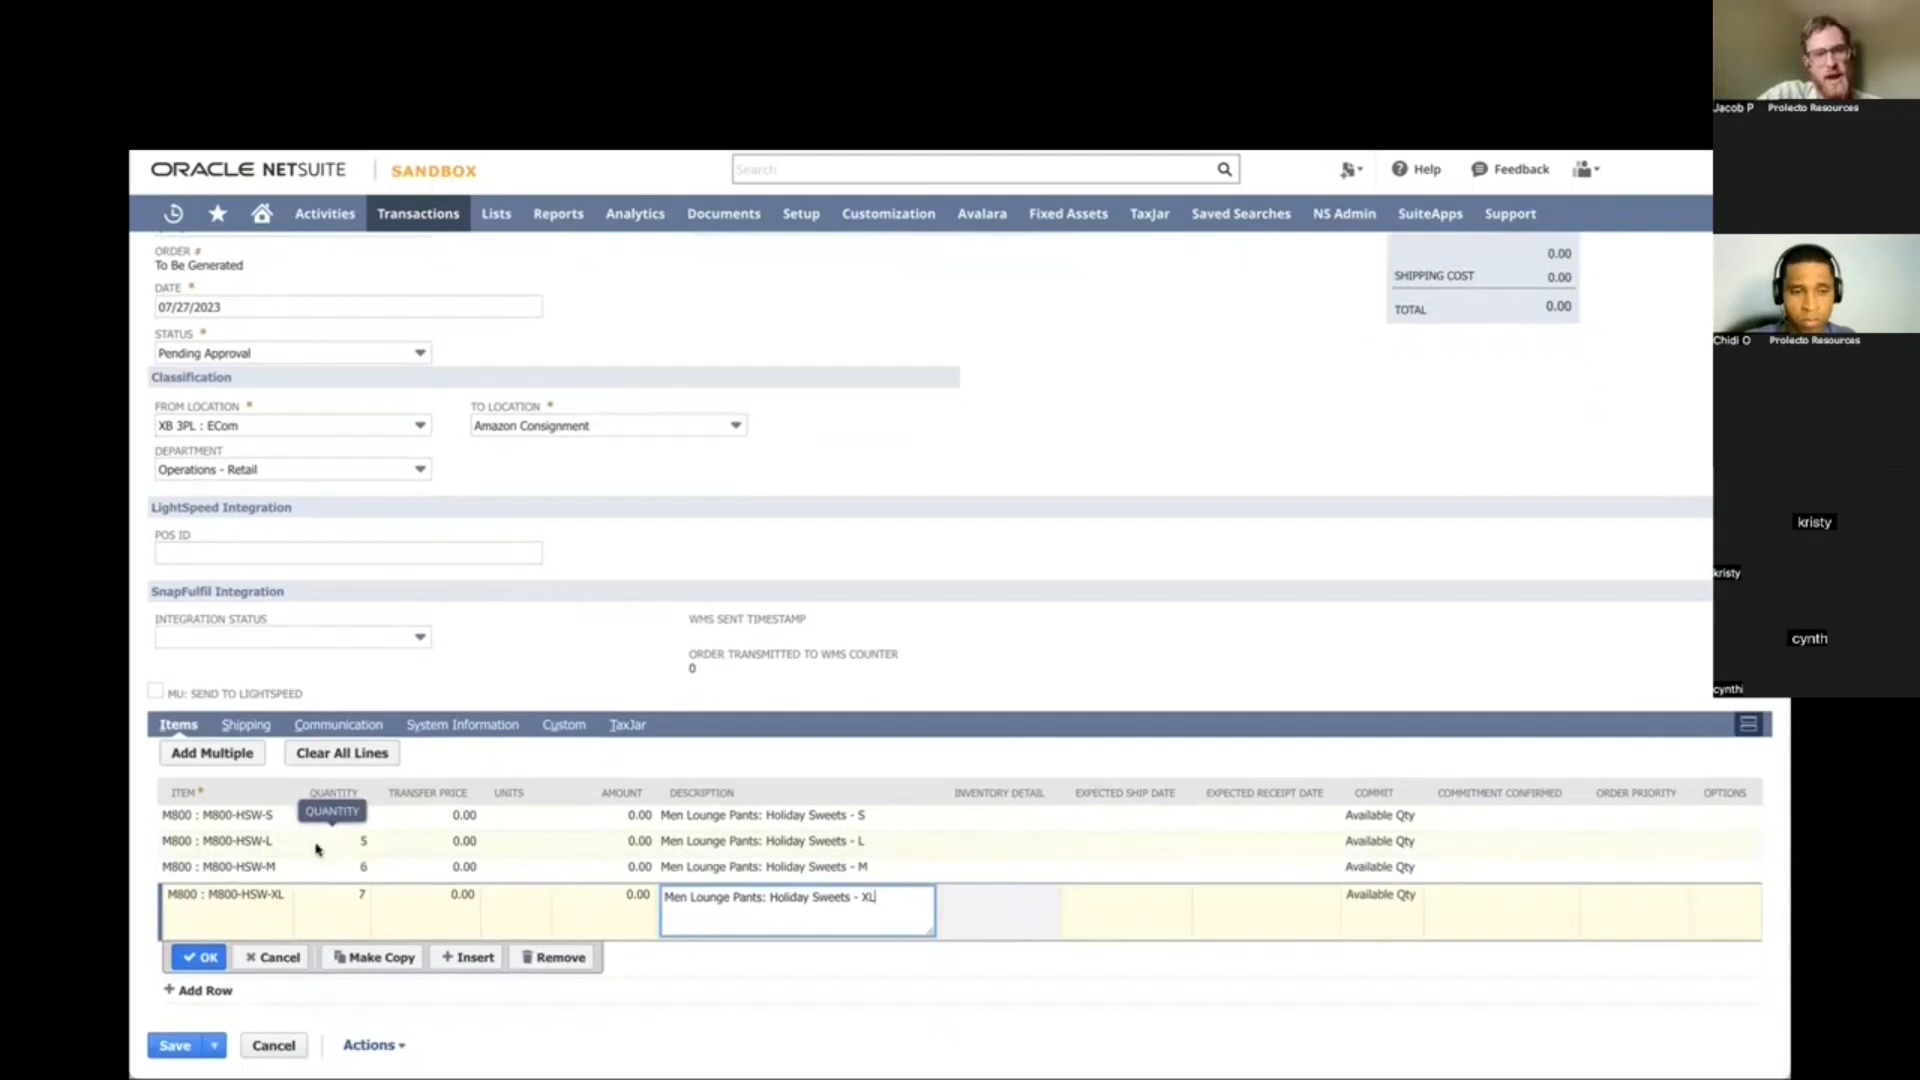 Jacob P Prolecto Resources
ORACLE NETSUITE SANDBOX Search Help Feedback
Activities Transactions Lists Reports Analytics Documents Setup Customization Avalara Fixed Assets TaxJar Saved Searches NS Admin SuiteApps Support
ORDER #
To Be Generated
0.00
SHIPPING COST 0.00
TOTAL 0.00
DATE *
07/27/2023
STATUS *
Pending Approval
Chidi O Prolecto Resources
Classification
FROM LOCATION * TO LOCATION *
XB 3PL : ECom Amazon Consignment
DEPARTMENT
Operations - Retail
LightSpeed Integration
POS ID
kristy
kristy
SnapFulfil Integration
INTEGRATION STATUS WMS SENT TIMESTAMP
ORDER TRANSMITTED TO WMS COUNTER
0
cynth
cynthi
MU: SEND TO LIGHTSPEED
Items Shipping Communication System Information Custom TaxJar
Add Multiple Clear All Lines
ITEM * QUANTITY TRANSFER PRICE UNITS AMOUNT DESCRIPTION INVENTORY DETAIL EXPECTED SHIP DATE EXPECTED RECEIPT DATE COMMIT COMMITMENT CONFIRMED ORDER PRIORITY OPTIONS
QUANTITY
M800 : M800-HSW-S 0.00 0.00 Men Lounge Pants: Holiday Sweets - S Available Qty
M800 : M800-HSW-L 5 0.00 0.00 Men Lounge Pants: Holiday Sweets - L Available Qty
M800 : M800-HSW-M 6 0.00 0.00 Men Lounge Pants: Holiday Sweets - M Available Qty
M800 : M800-HSW-XL 7 0.00 0.00 Men Lounge Pants: Holiday Sweets - XL Available Qty
OK Cancel Make Copy Insert Remove
+ Add Row
Save Cancel Actions